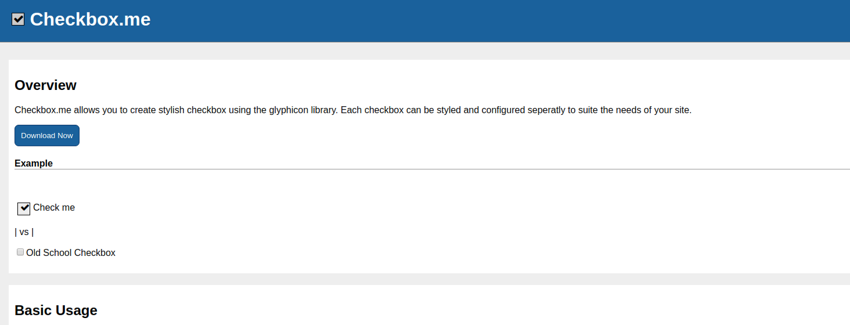 Checkbox.me
Overview
Checkbox.me allows you to create stylish checkbox using the glyphicon library. Each checkbox can be styled and configured seperatly to suite the needs of your site.
Download Now
Example
Check me
| vs |
Old School Checkbox
Basic Usage